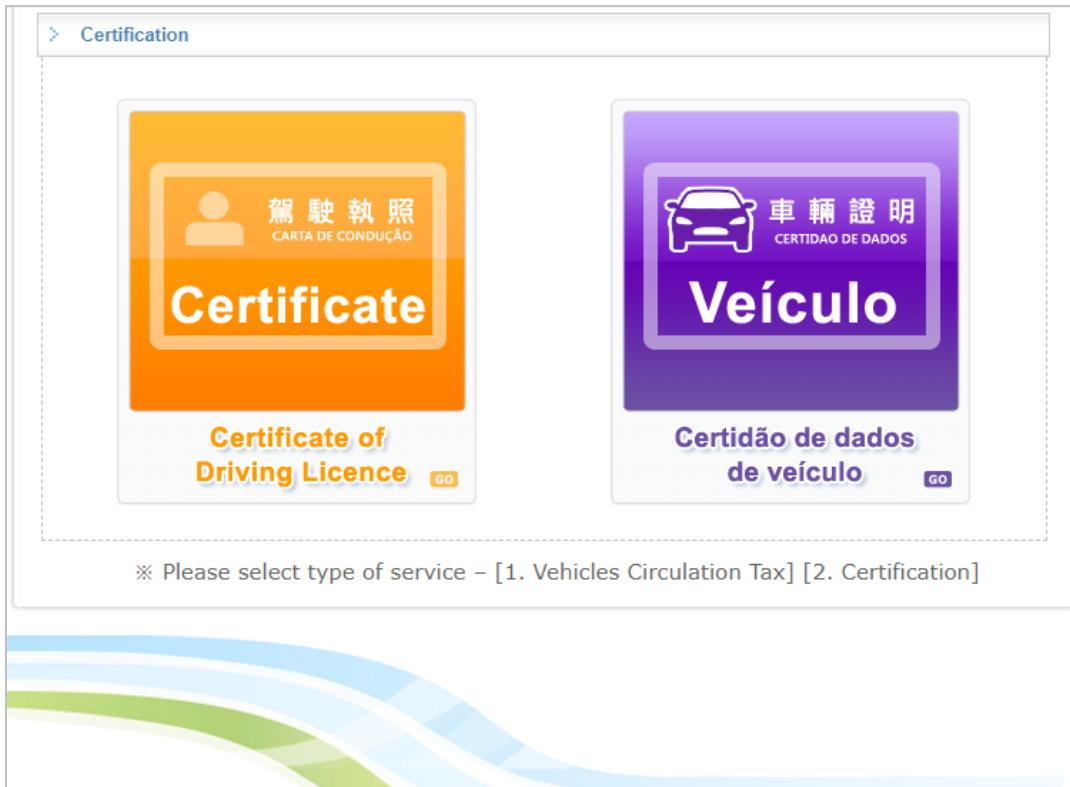 Certification
駕駛執照
CARTA DE CONDUÇÃO
Certificate
Certificate of
Driving Licence
GO
車輛證明
CERTIDAO DE DADOS
Veículo
Certidão de dados
de veículo
GO
※ Please select type of service – [1. Vehicles Circulation Tax] [2. Certification]